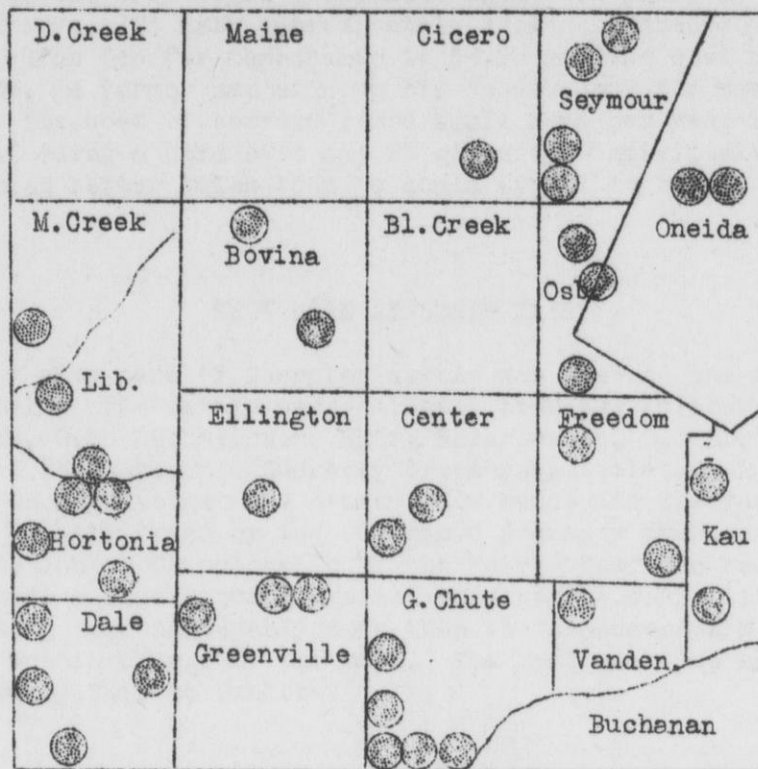 D.Creek
Maine
Cicero
Seymour
Oneida
M.Creek
Bovina
Bl.Creek
Osb.
Lib.
Ellington
Center
Freedom
Hortonia
Kau
Dale
Greenville
G.Chute
Vanden.
Buchanan